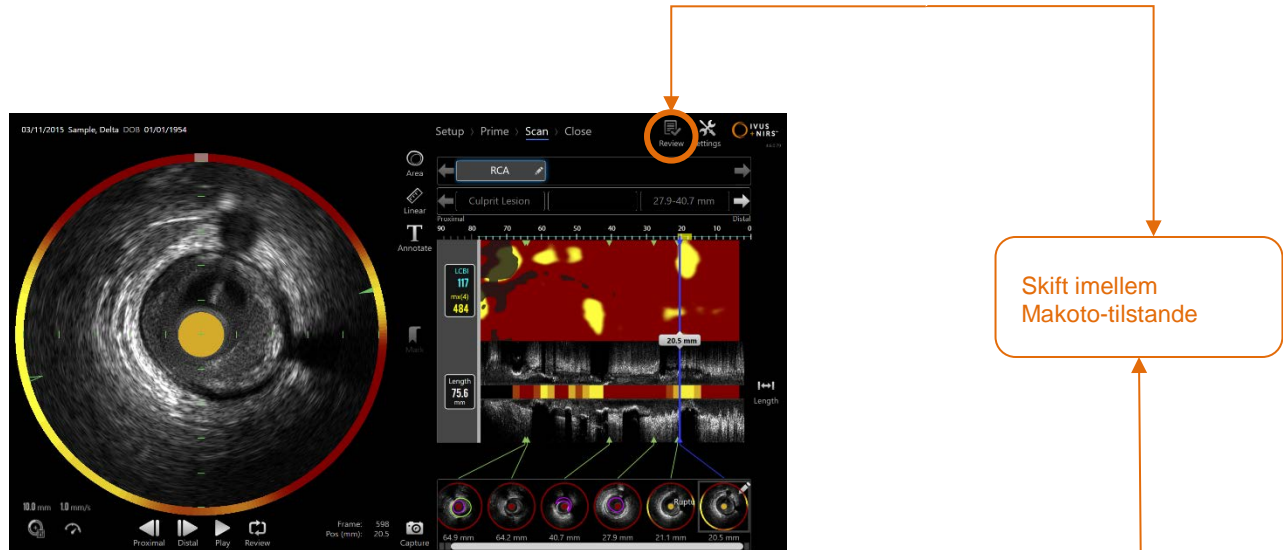 03/11/2015 Sample, Delta DOB 01/01/1954
Setup › Prime › Scan › Close
Review
Settings
IVUS
+NIRS
Area
RCA
Linear
Culprit Lesion
27.9-40.7 mm
Proximal
Distal
90 80 70 60 50 40 30 20 10 0
Annotate
LCBI
117
mx(4)
484
Mark
20.5 mm
Length
75.6
mm
Length
Skift imellem
Makoto-tilstande
10.0 mm 1.0 mm/s
Proximal Distal Play Review
Frame: 598
Pos (mm): 20.5
Capture
Ruptu
64.9 mm 64.2 mm 40.7 mm 27.9 mm 21.1 mm 20.5 mm